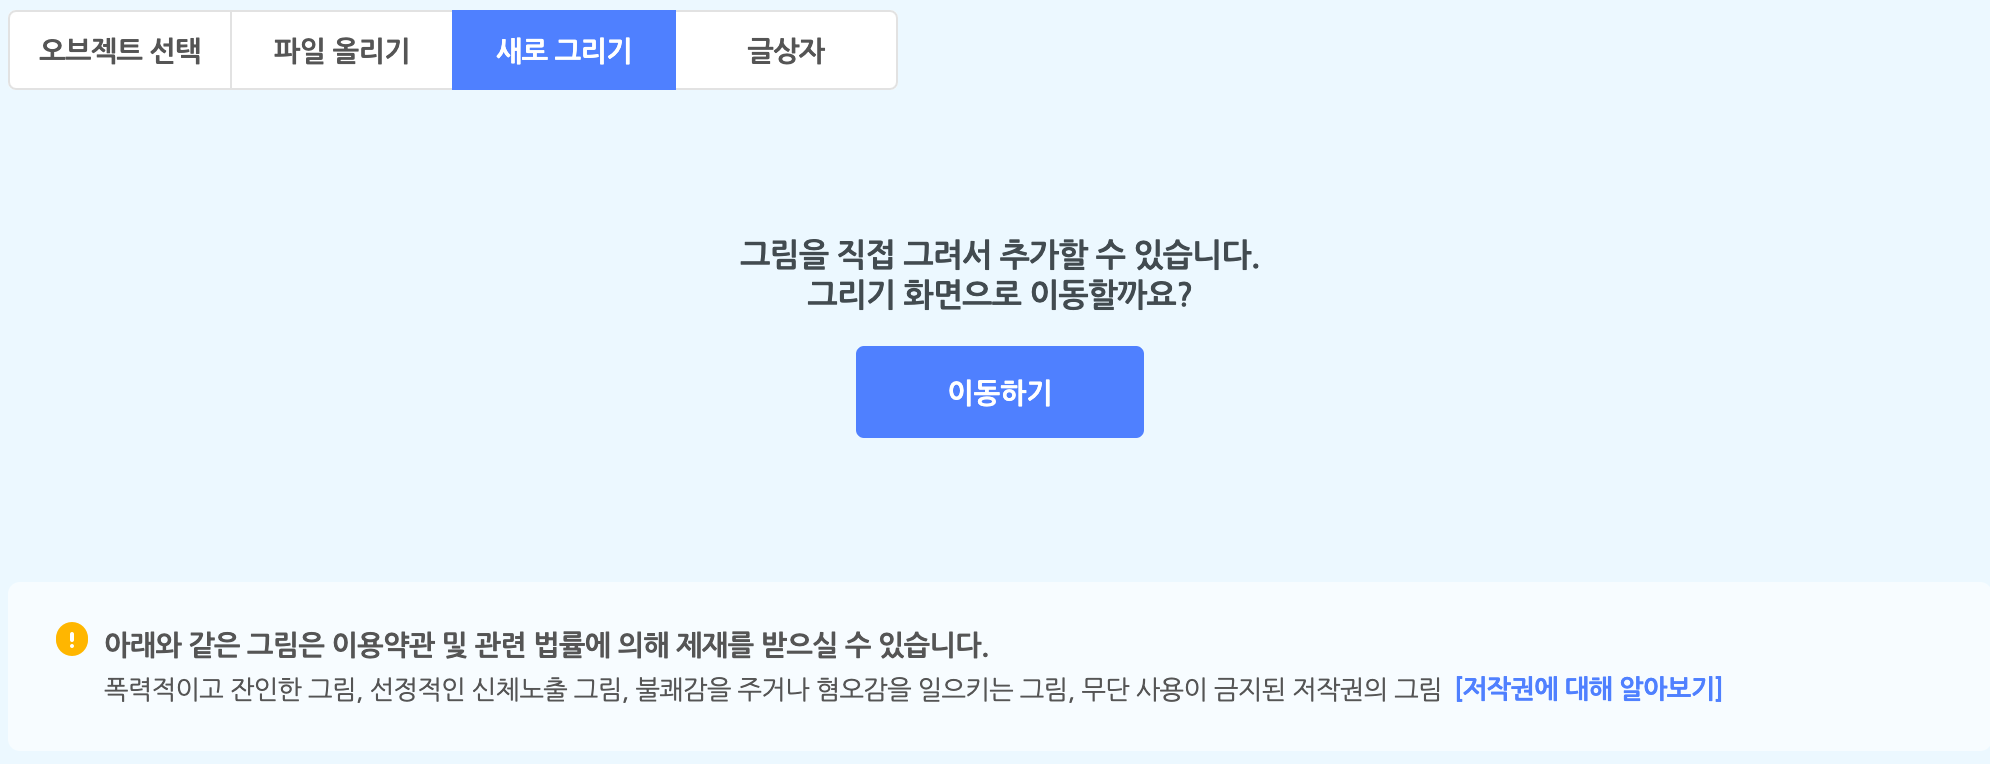 오브젝트 선택 파일 올리기 새로 그리기 글상자
그림을 직접 그려서 추가할 수 있습니다.
그리기 화면으로 이동할까요?
이동하기
아래와 같은 그림은 이용약관 및 관련 법률에 의해 제재를 받으실 수 있습니다.
폭력적이고 잔인한 그림, 선정적인 신체노출 그림, 불쾌감을 주거나 혐오감을 일으키는 그림, 무단 사용이 금지된 저작권의 그림 [저작권에 대해 알아보기]